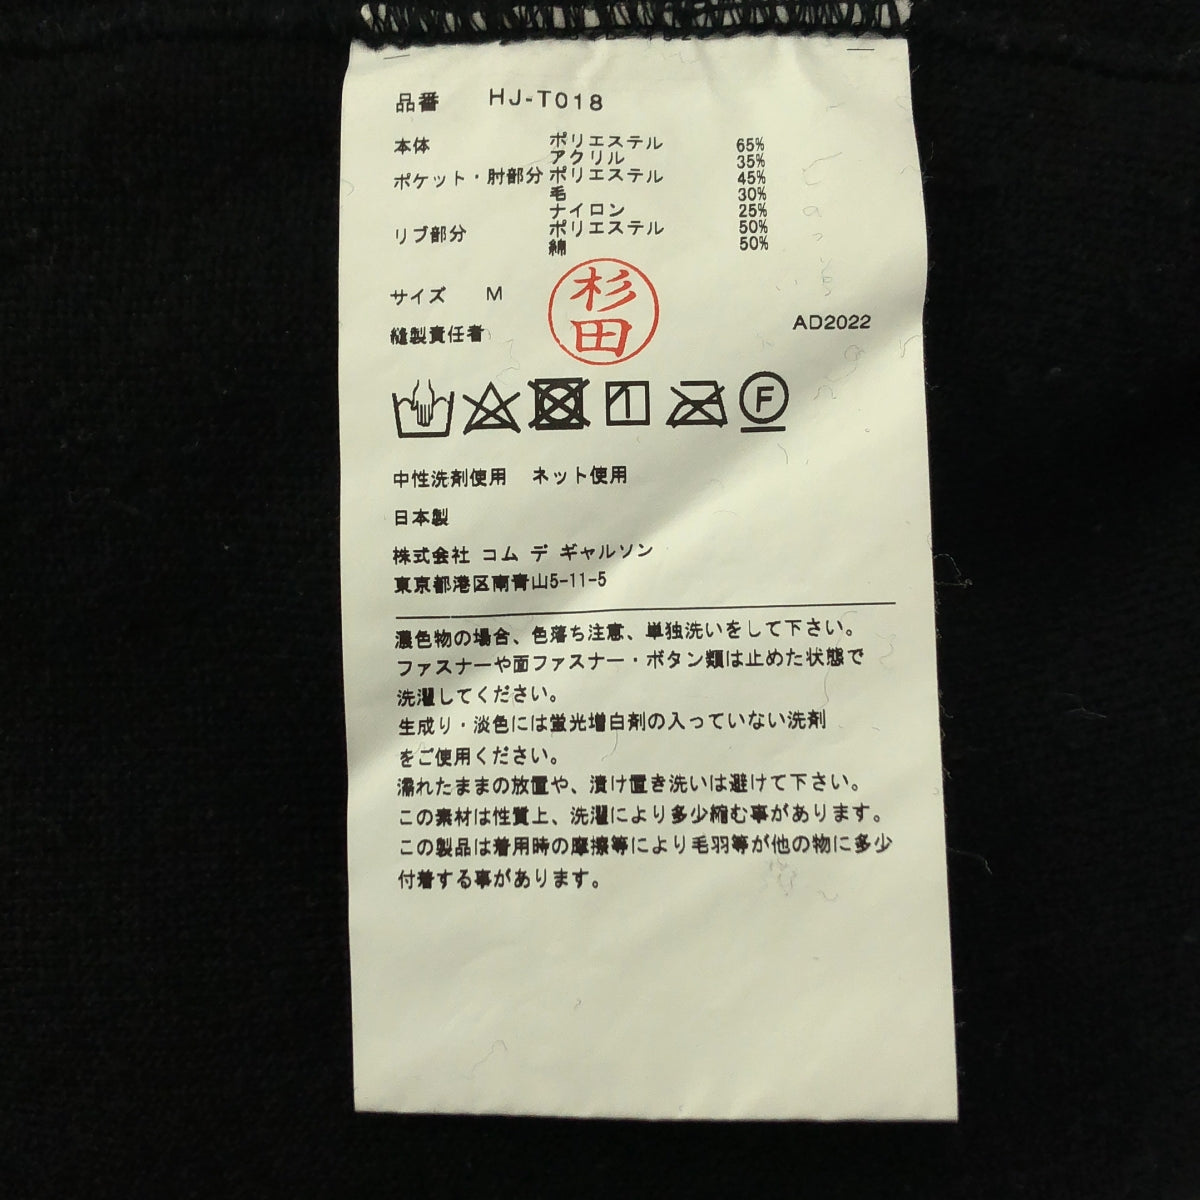 品番 HJ-T018
本体 ポリエステル 65%
アクリル 35%
ポケット・肘部分 ポリエステル 45%
毛 30%
ナイロン 25%
リブ部分 ポリエステル 50%
綿 50%
サイズ M
杉田
縫製責任者 AD2022
F
中性洗剤使用 ネット使用
日本製
株式会社 コム デ ギャルソン
東京都港区南青山5-11-5
濃色物の場合、色落ち注意、単独洗いをして下さい。
ファスナーや面ファスナー・ボタン類は止めた状態で
洗濯してください。
生成り・淡色には蛍光増白剤の入っていない洗剤
をご使用ください。
濡れたままの放置や、漬け置き洗いは避けて下さい。
この素材は性質上、洗濯により多少縮む事があります。
この製品は着用時の摩擦等により毛羽等が他の物に多少
付着する事があります。